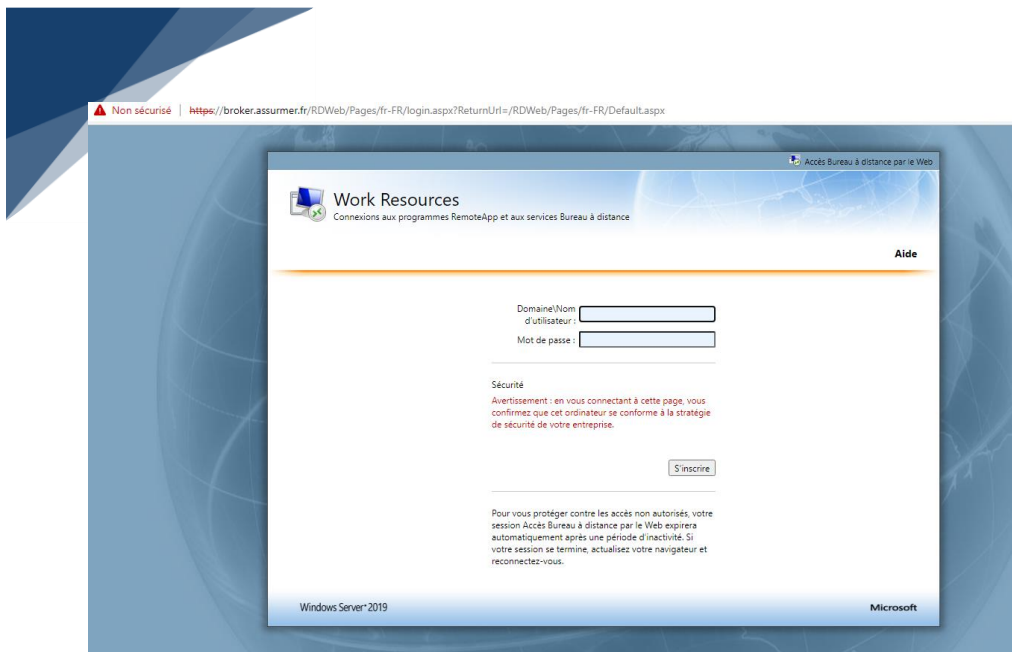 Non sécurisé | https://broker.assurmer.fr/RDWeb/Pages/fr-FR/login.aspx?ReturnUrl=/RDWeb/Pages/fr-FR/Default.aspx
Accès Bureau à distance par le Web
Work Resources
Connexions aux programmes RemoteApp et aux services Bureau à distance
Aide
Domaine\Nom
d'utilisateur :
Mot de passe :
Sécurité
Avertissement : en vous connectant à cette page, vous
confirmez que cet ordinateur se conforme à la stratégie
de sécurité de votre entreprise.
S'inscrire
Pour vous protéger contre les accès non autorisés, votre
session Accès Bureau à distance par le Web expirera
automatiquement après une période d'inactivité. Si
votre session se termine, actualisez votre navigateur et
reconnectez-vous.
Windows Server® 2019
Microsoft